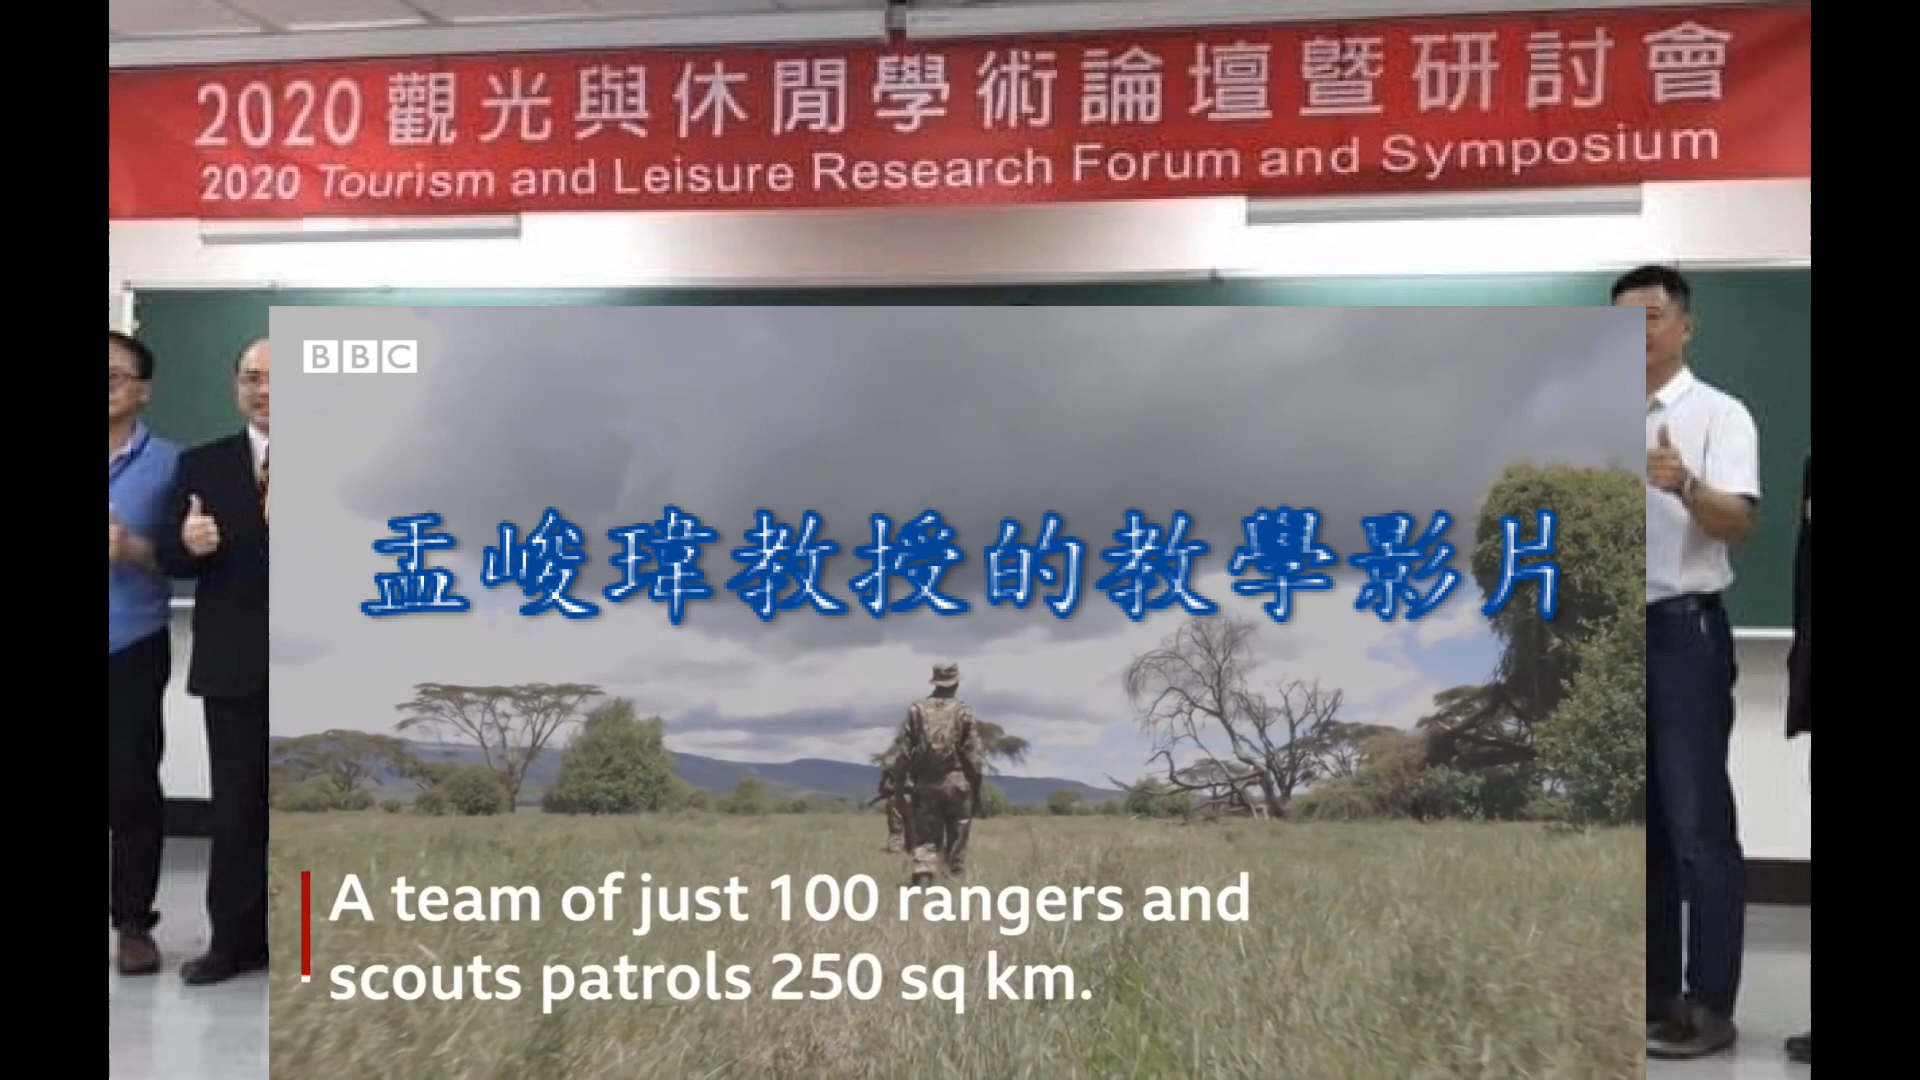 2020 觀光與休閒學術論壇暨研討會
2020 Tourism and Leisure Research Forum and Symposium
BBC
孟峻瑋教授的教學影片
A team of just 100 rangers and
scouts patrols 250 sq km.